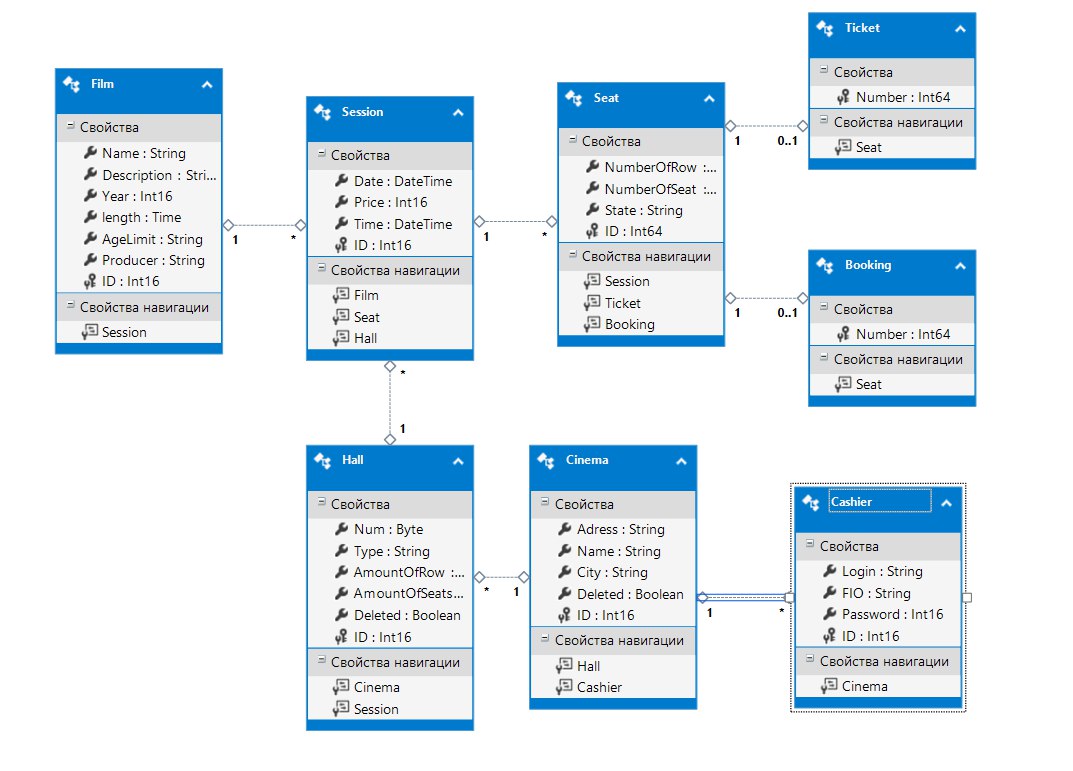 Film
Свойства
Name : String
Description : Stri...
Year : Int16
length : Time
AgeLimit : String
Producer : String
ID : Int16
Свойства навигации
Session
1
*
Session
Свойства
Date : DateTime
Price : Int16
Time : DateTime
ID : Int16
Свойства навигации
Film
Seat
Hall
1
*
Seat
Свойства
NumberOfRow :...
NumberOfSeat :...
State : String
ID : Int64
Свойства навигации
Session
Ticket
Booking
1
0..1
Ticket
Свойства
Number : Int64
Свойства навигации
Seat
1
0..1
Booking
Свойства
Number : Int64
Свойства навигации
Seat
*
1
Hall
Свойства
Num : Byte
Type : String
AmountOfRow :...
AmountOfSeats...
Deleted : Boolean
ID : Int16
Свойства навигации
Cinema
Session
*
1
Cinema
Свойства
Adress : String
Name : String
City : String
Deleted : Boolean
ID : Int16
Свойства навигации
Hall
Cashier
1
*
Cashier
Свойства
Login : String
FIO : String
Password : Int16
ID : Int16
Свойства навигации
Cinema